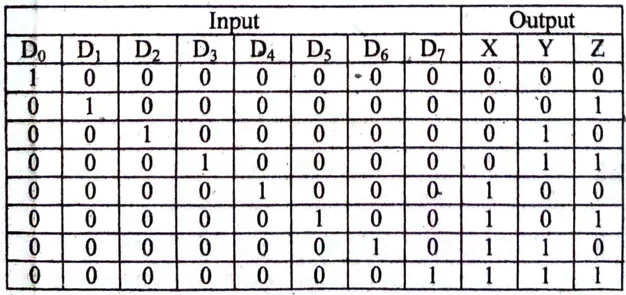 Input Output
D₀ D₁ D₂ D₃ D₄ D₅ D₆ D₇ X Y Z
1 0 0 0 0 0 0 0 0 0 0
0 1 0 0 0 0 0 0 0 0 1
0 0 1 0 0 0 0 0 0 1 0
0 0 0 1 0 0 0 0 0 1 1
0 0 0 0 1 0 0 0 1 0 0
0 0 0 0 0 1 0 0 1 0 1
0 0 0 0 0 0 1 0 1 1 0
0 0 0 0 0 0 0 1 1 1 1